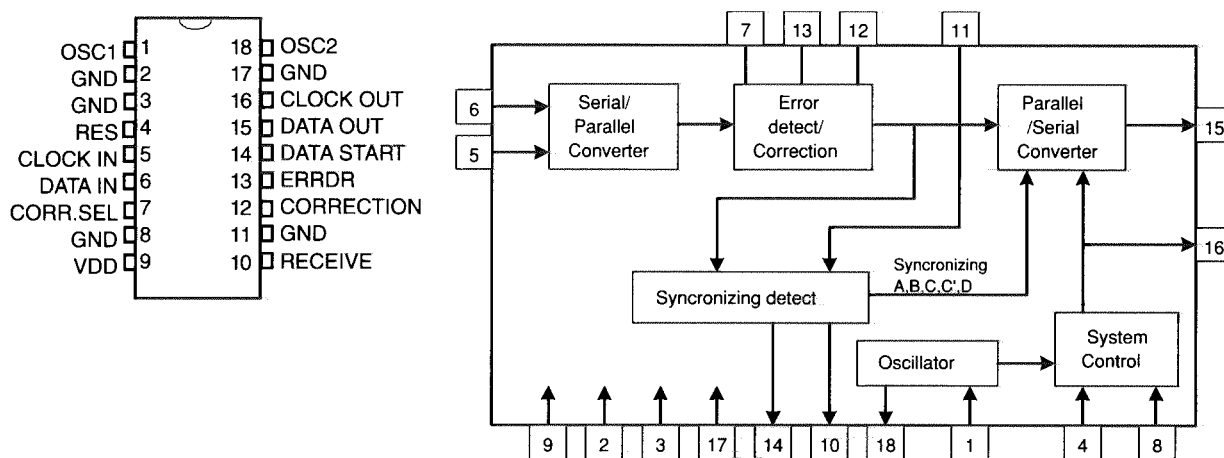 OSC1 1 18 OSC2
GND 2 17 GND
GND 3 16 CLOCK OUT
RES 4 15 DATA OUT
CLOCK IN 5 14 DATA START
DATA IN 6 13 ERRDR
CORR.SEL 7 12 CORRECTION
GND 8 11 GND
VDD 9 10 RECEIVE
7 13 12 11
6
5
Serial/
Parallel
Converter
Error
detect/
Correction
Parallel
/Serial
Converter
15
16
Syncronizing
A,B,C,C',D
Syncronizing detect
Oscillator
System
Control
9 2 3 17 14 10 18 1 4 8